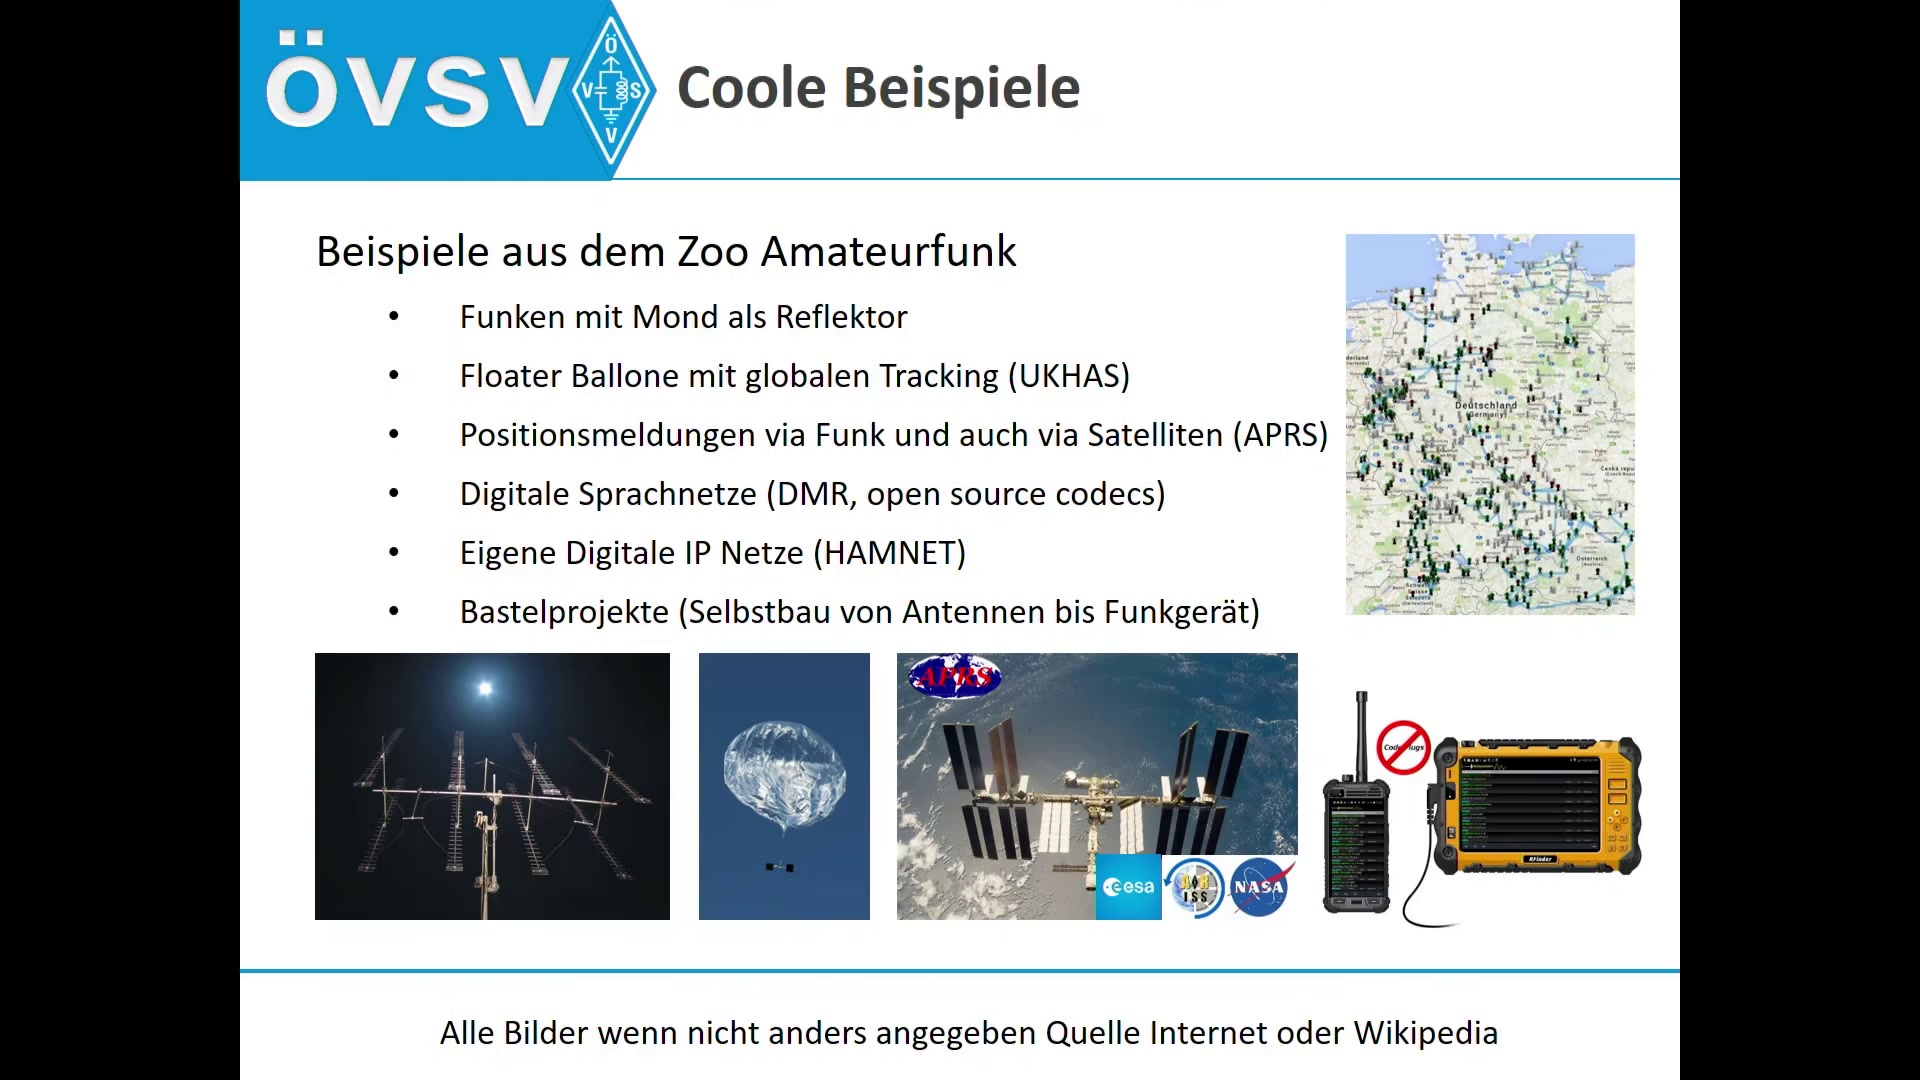 ÖVSV
Ö
V S
V
Coole Beispiele
Beispiele aus dem Zoo Amateurfunk
• Funken mit Mond als Reflektor
• Floater Ballone mit globalen Tracking (UKHAS)
• Positionsmeldungen via Funk und auch via Satelliten (APRS)
• Digitale Sprachnetze (DMR, open source codecs)
• Eigene Digitale IP Netze (HAMNET)
• Bastelprojekte (Selbstbau von Antennen bis Funkgerät)
Deutschland
(Germany)
Österreich
APRS
esa
ISS
NASA
RFinder
Alle Bilder wenn nicht anders angegeben Quelle Internet oder Wikipedia